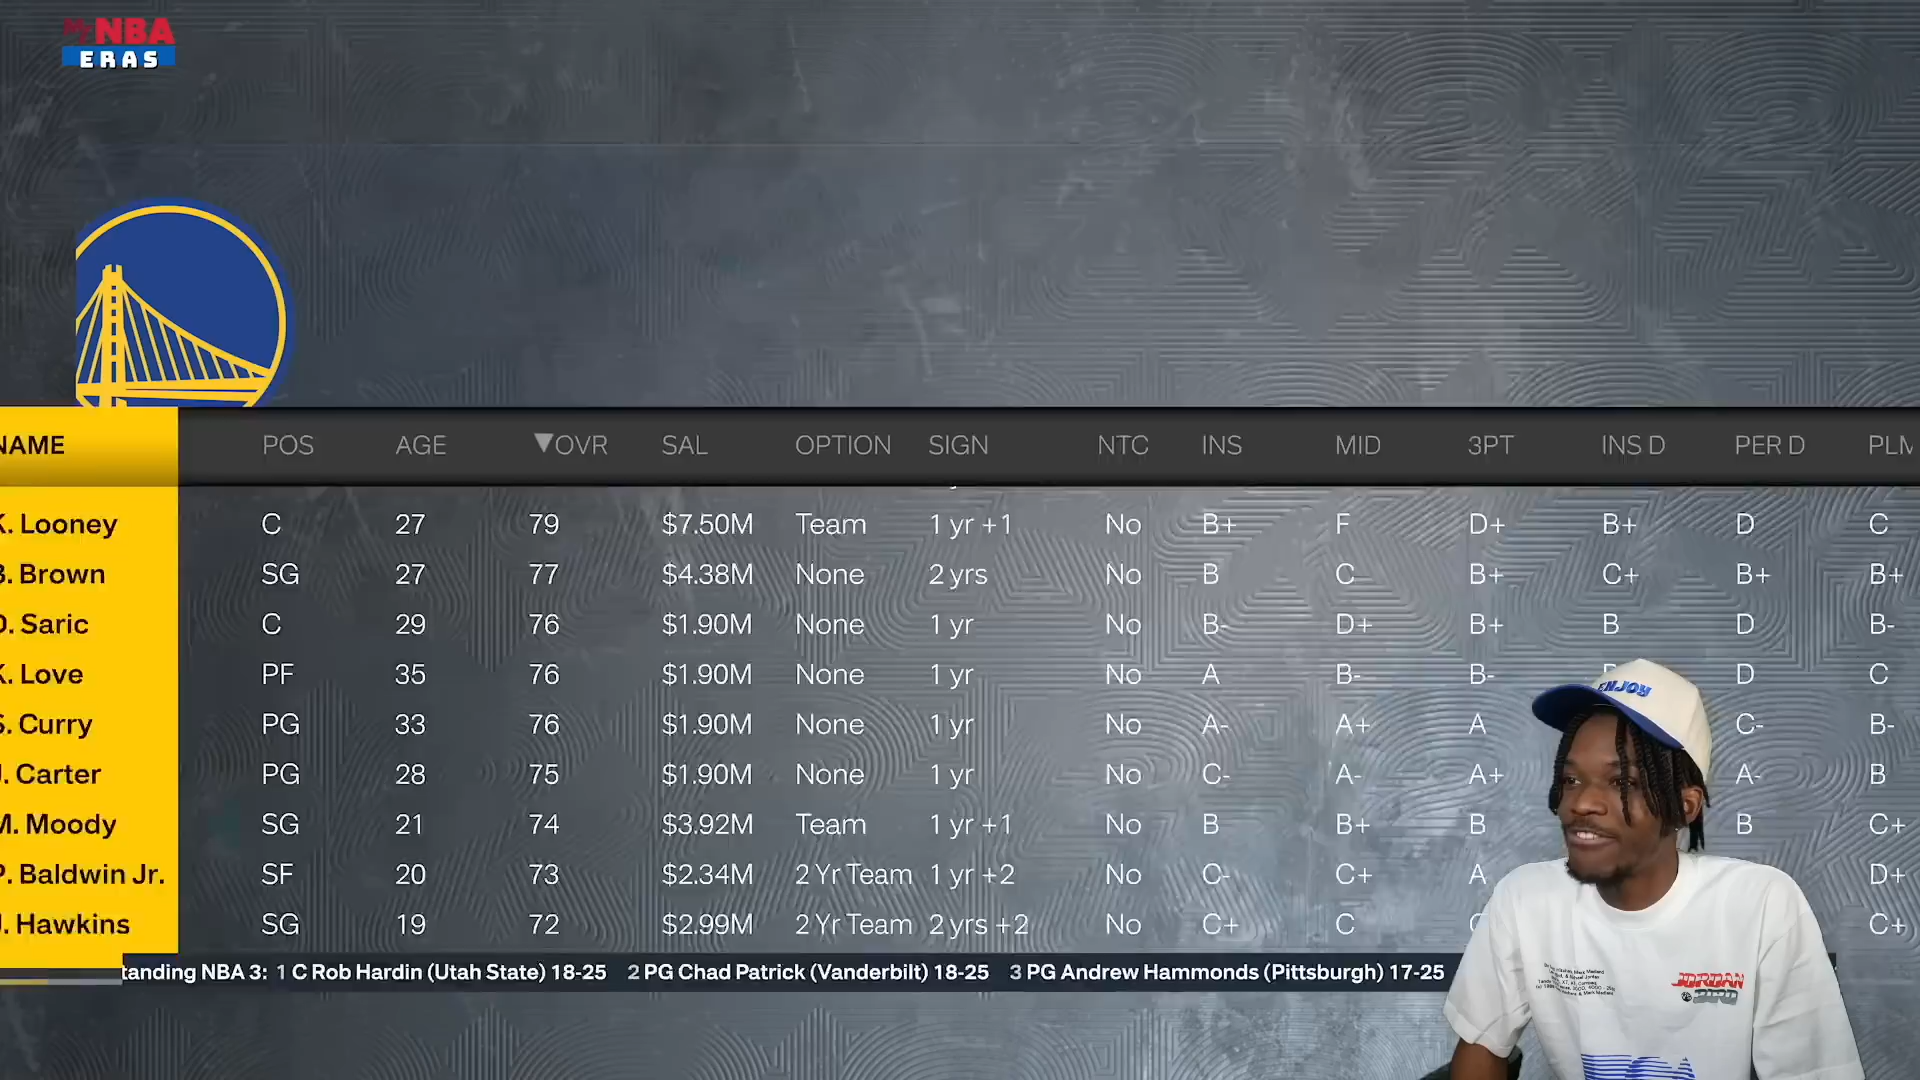 NBA
ERAS
NAME POS AGE ▼OVR SAL OPTION SIGN NTC INS MID 3PT INS D PER D PLM
K. Looney C 27 79 $7.50M Team 1 yr +1 No B+ F D+ B+ D C
B. Brown SG 27 77 $4.38M None 2 yrs No B C B+ C+ B+ B+
D. Saric C 29 76 $1.90M None 1 yr No B- D+ B+ B D B-
K. Love PF 35 76 $1.90M None 1 yr No A B- B- D C
S. Curry PG 33 76 $1.90M None 1 yr No A- A+ A C- B-
J. Carter PG 28 75 $1.90M None 1 yr No C- A- A+ A- B
M. Moody SG 21 74 $3.92M Team 1 yr +1 No B B+ B B C+
P. Baldwin Jr. SF 20 73 $2.34M 2 Yr Team 1 yr +2 No C- C+ A D+
J. Hawkins SG 19 72 $2.99M 2 Yr Team 2 yrs +2 No C+ C C+
tanding NBA 3: 1 C Rob Hardin (Utah State) 18-25 2 PG Chad Patrick (Vanderbilt) 18-25 3 PG Andrew Hammonds (Pittsburgh) 17-25
ENJOY
JORDAN
BIRD